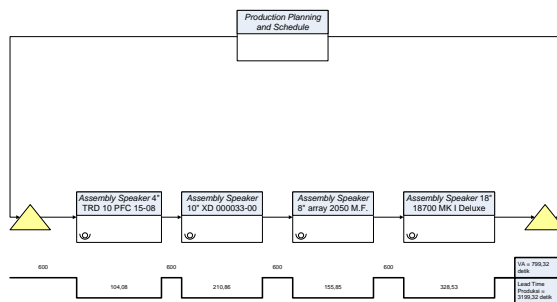 Production Planning
and Schedule
Assembly Speaker 4"
TRD 10 PFC 15-08
Assembly Speaker
10" XD 000033-00
Assembly Speaker
8" array 2050 M.F.
Assembly Speaker 18"
18700 MK I Deluxe
600
600
600
600
104,08
210,86
155,85
328,53
VA = 799,32
detik
Lead Time
Produksi =
3199,32
detik